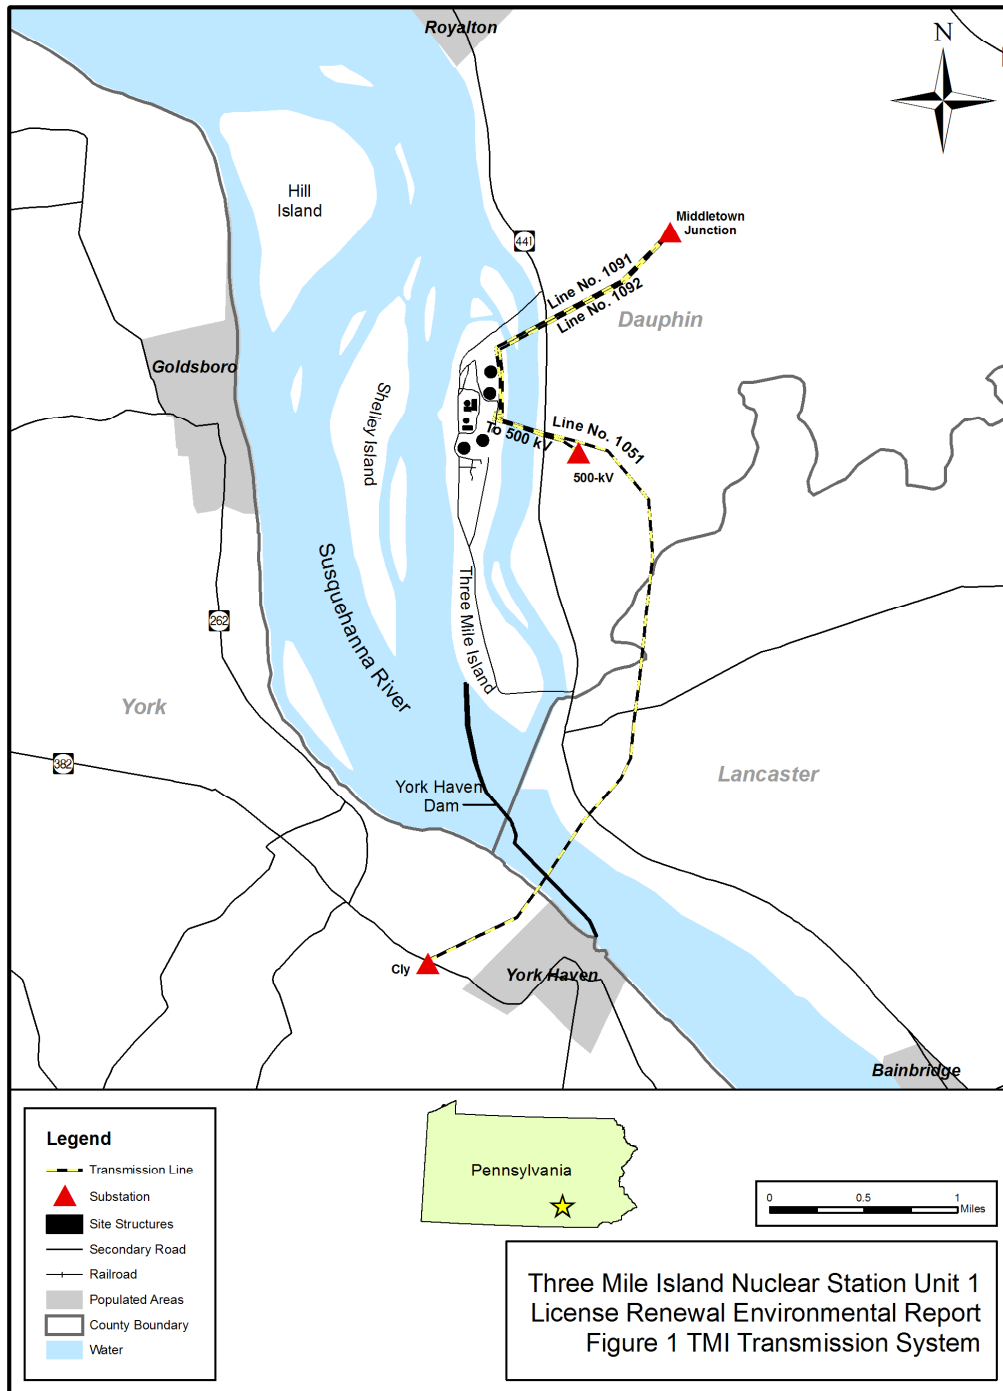 Royalton
N
Hill
Island
Middletown
Junction
441
Line No. 1091
Line No. 1092
Dauphin
Goldsboro
Shelley Island
Line No. 1051
To 500 kV
500-kV
Susquehanna River
Three Mile Island
262
York
382
Lancaster
York Haven
Dam
Cly
York Haven
Bainbridge
Legend
Transmission Line
Substation
Site Structures
Secondary Road
Railroad
Populated Areas
County Boundary
Water
Pennsylvania
0 0.5 1
Miles
Three Mile Island Nuclear Station Unit 1
License Renewal Environmental Report
Figure 1 TMI Transmission System